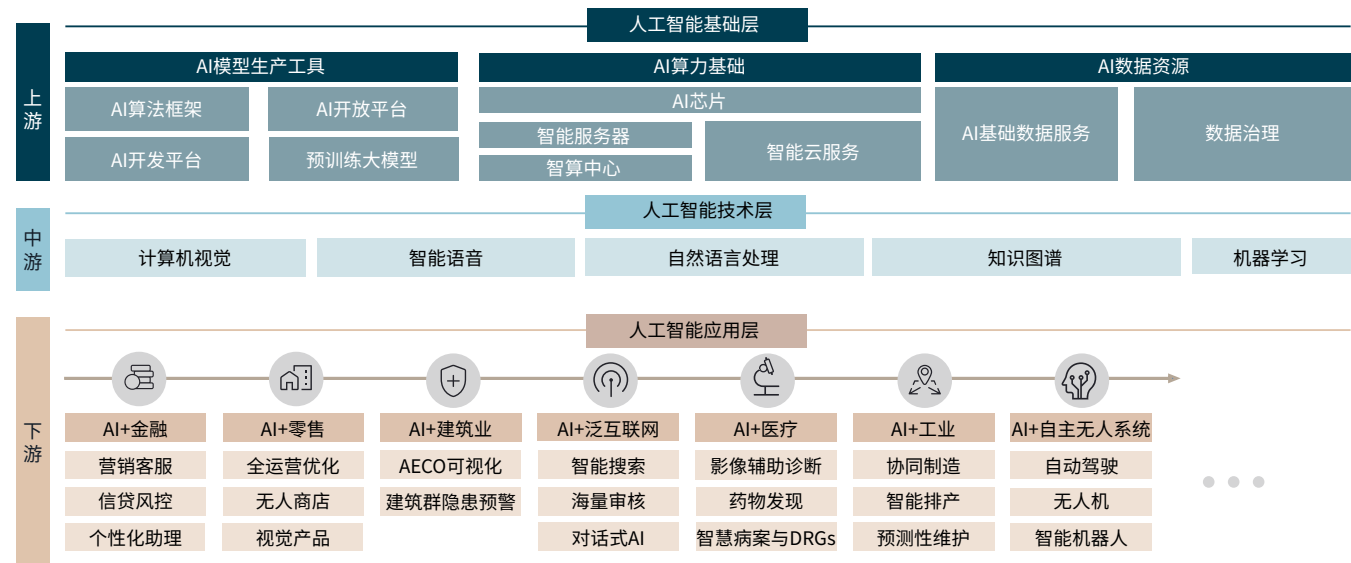 上游
人工智能基础层
AI模型生产工具
AI算法框架
AI开放平台
AI开发平台
预训练大模型
AI算力基础
AI芯片
智能服务器
智算中心
智能云服务
AI数据资源
AI基础数据服务
数据治理
中游
人工智能技术层
计算机视觉
智能语音
自然语言处理
知识图谱
机器学习
下游
人工智能应用层
AI+金融
营销客服
信贷风控
个性化助理
AI+零售
全运营优化
无人商店
视觉产品
AI+建筑业
AECO可视化
建筑群隐患预警
AI+泛互联网
智能搜索
海量审核
对话式AI
AI+医疗
影像辅助诊断
药物发现
智慧病案与DRGs
AI+工业
协同制造
智能排产
预测性维护
AI+自主无人系统
自动驾驶
无人机
智能机器人